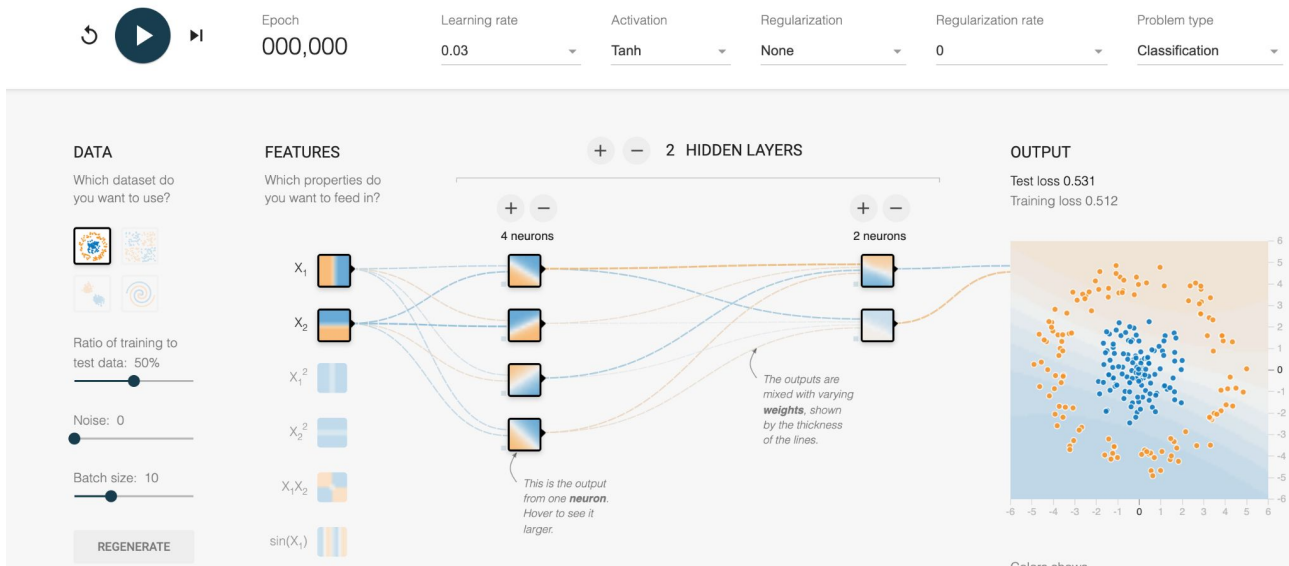 Epoch
000,000
Learning rate
0.03
Activation
Tanh
Regularization
None
Regularization rate
0
Problem type
Classification
DATA
Which dataset do
you want to use?
Ratio of training to
test data: 50%
Noise: 0
Batch size: 10
REGENERATE
FEATURES
Which properties do
you want to feed in?
X₁
X₂
X₁²
X₂²
X₁X₂
sin(X₁)
+ − 2 HIDDEN LAYERS
+ −
4 neurons
+ −
2 neurons
This is the output
from one neuron.
Hover to see it
larger.
The outputs are
mixed with varying
weights, shown
by the thickness
of the lines.
OUTPUT
Test loss 0.531
Training loss 0.512
6
5
4
3
2
1
0
-1
-2
-3
-4
-5
-6
-6 -5 -4 -3 -2 -1 0 1 2 3 4 5 6